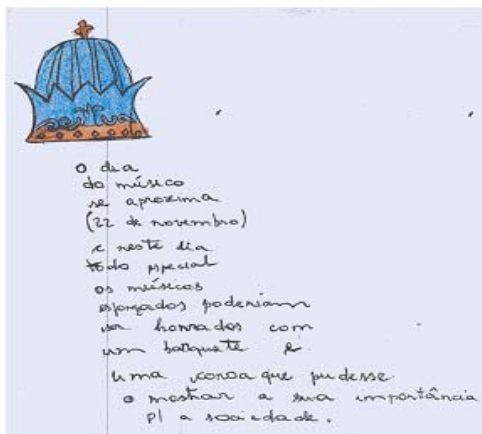 o dia
do músico
se aproxima
(22 de novembro)
e neste dia
todo special
os músicos
esforçados poderiam
ser honrados com
um banquete e
uma coroa que pudesse
o mostrar a sua importância
p/ a sociedade.